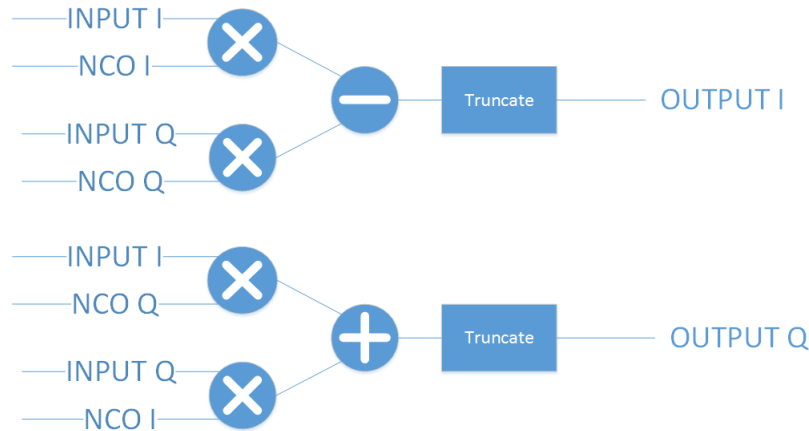 INPUT I
NCO I
INPUT Q
NCO Q
Truncate
OUTPUT I
INPUT I
NCO Q
INPUT Q
NCO I
Truncate
OUTPUT Q